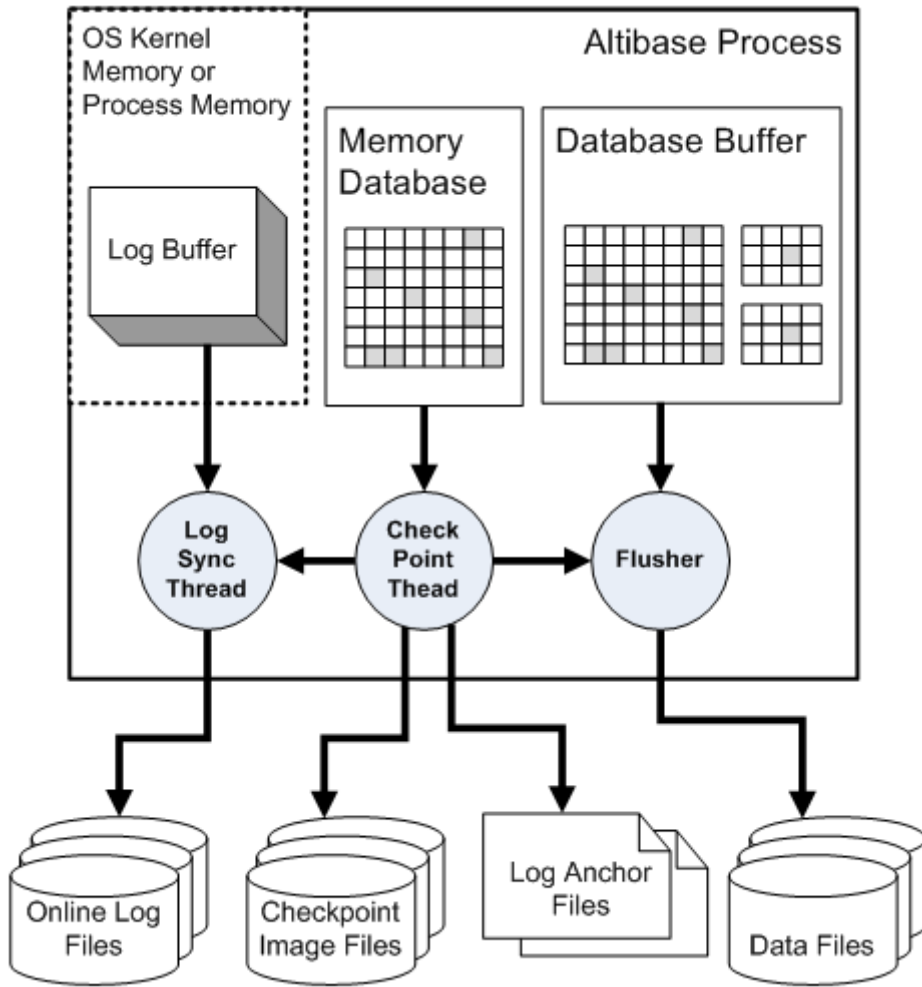 OS Kernel
Memory or
Process Memory
Altibase Process
Memory
Database
Database Buffer
Log Buffer
Log
Sync
Thread
Check
Point
Thead
Flusher
Online Log
Files
Checkpoint
Image Files
Log Anchor
Files
Data Files